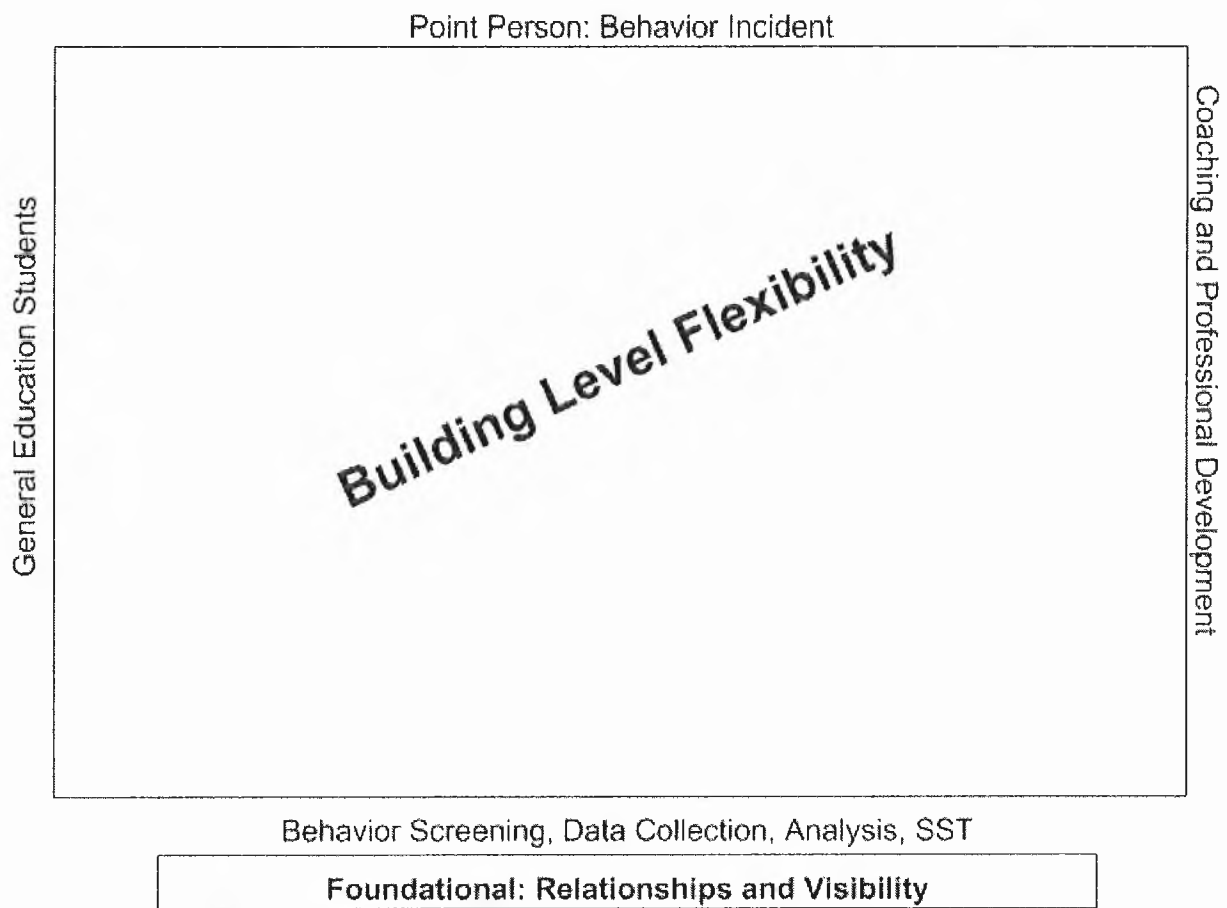 Point Person: Behavior Incident
General Education Students
Building Level Flexibility
Coaching and Professional Development
Behavior Screening, Data Collection, Analysis, SST
Foundational: Relationships and Visibility